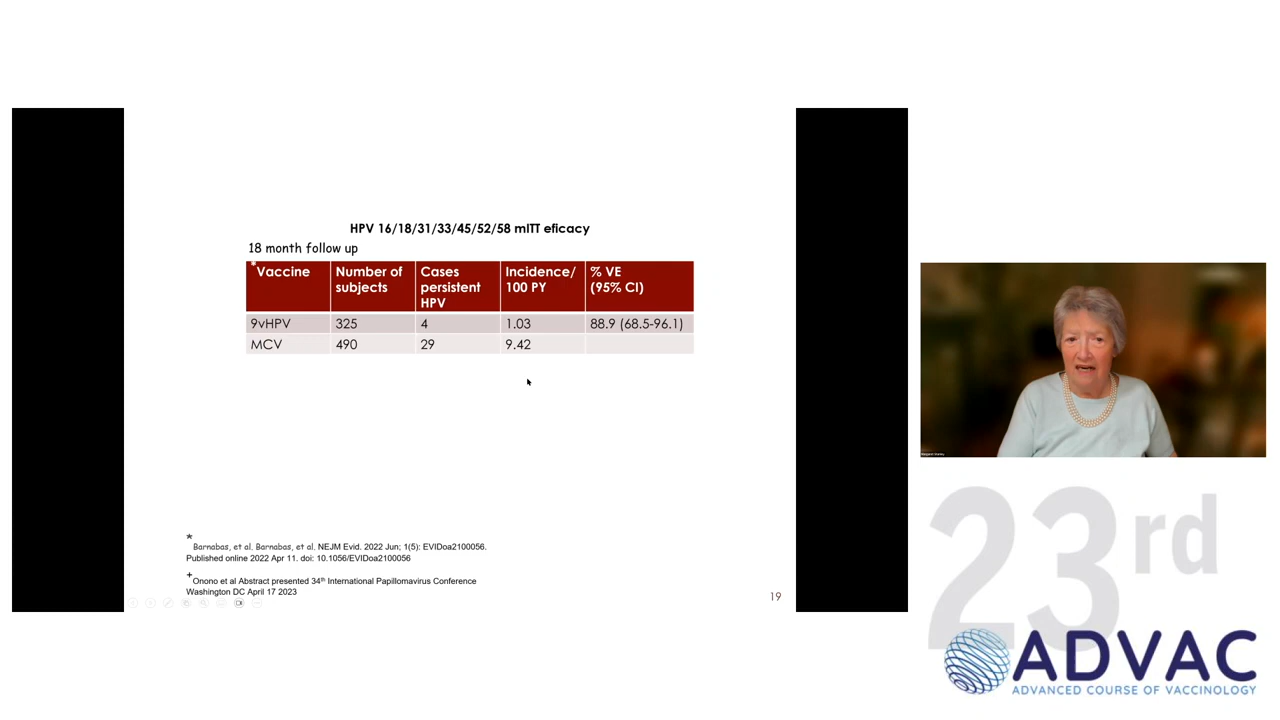 HPV 16/18/31/33/45/52/58 mITT eficacy
18 month follow up
*Vaccine
Number of subjects
Cases persistent HPV
Incidence/ 100 PY
% VE (95% CI)
9vHPV 325 4 1.03 88.9 (68.5-96.1)
MCV 490 29 9.42
*
Barnabas, et al. Barnabas, et al. NEJM Evid. 2022 Jun; 1(5): EVIDoa2100056.
Published online 2022 Apr 11. doi: 10.1056/EVIDoa2100056
+Onono et al Abstract presented 34th International Papillomavirus Conference
Washington DC April 17 2023
19
Margaret Stanley
23rd
ADVAC
ADVANCED COURSE OF VACCINOLOGY